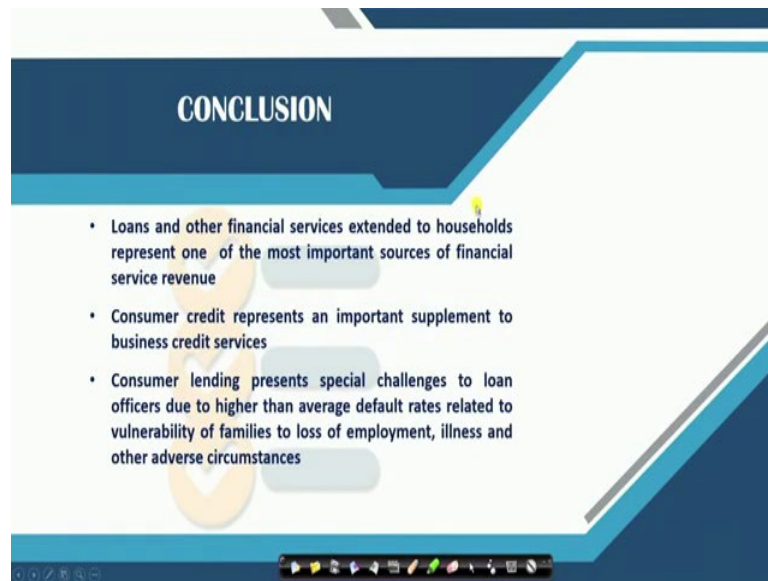 CONCLUSION
• Loans and other financial services extended to households
represent one of the most important sources of financial
service revenue
• Consumer credit represents an important supplement to
business credit services
• Consumer lending presents special challenges to loan
officers due to higher than average default rates related to
vulnerability of families to loss of employment, illness and
other adverse circumstances